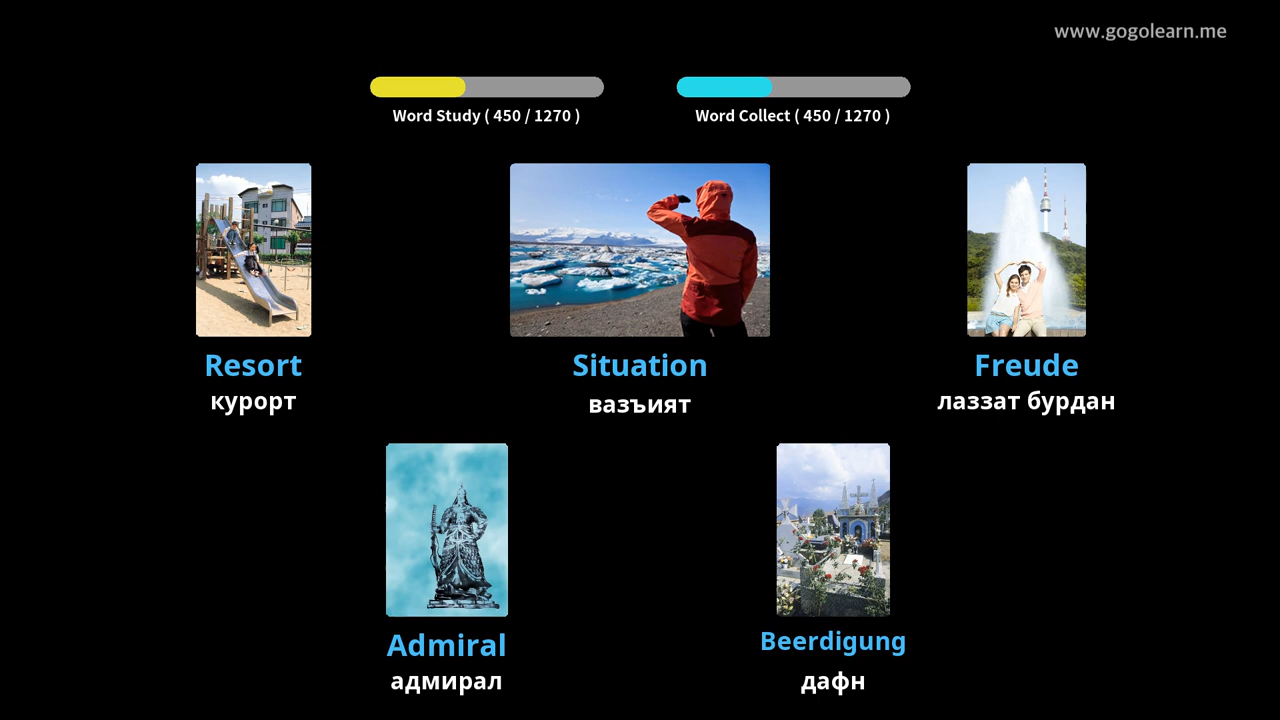 www.gogolearn.me
Word Study ( 450 / 1270 )
Word Collect ( 450 / 1270 )
Resort
курорт
Situation
вазъият
Freude
лаззат бурдан
Admiral
адмирал
Beerdigung
дафн